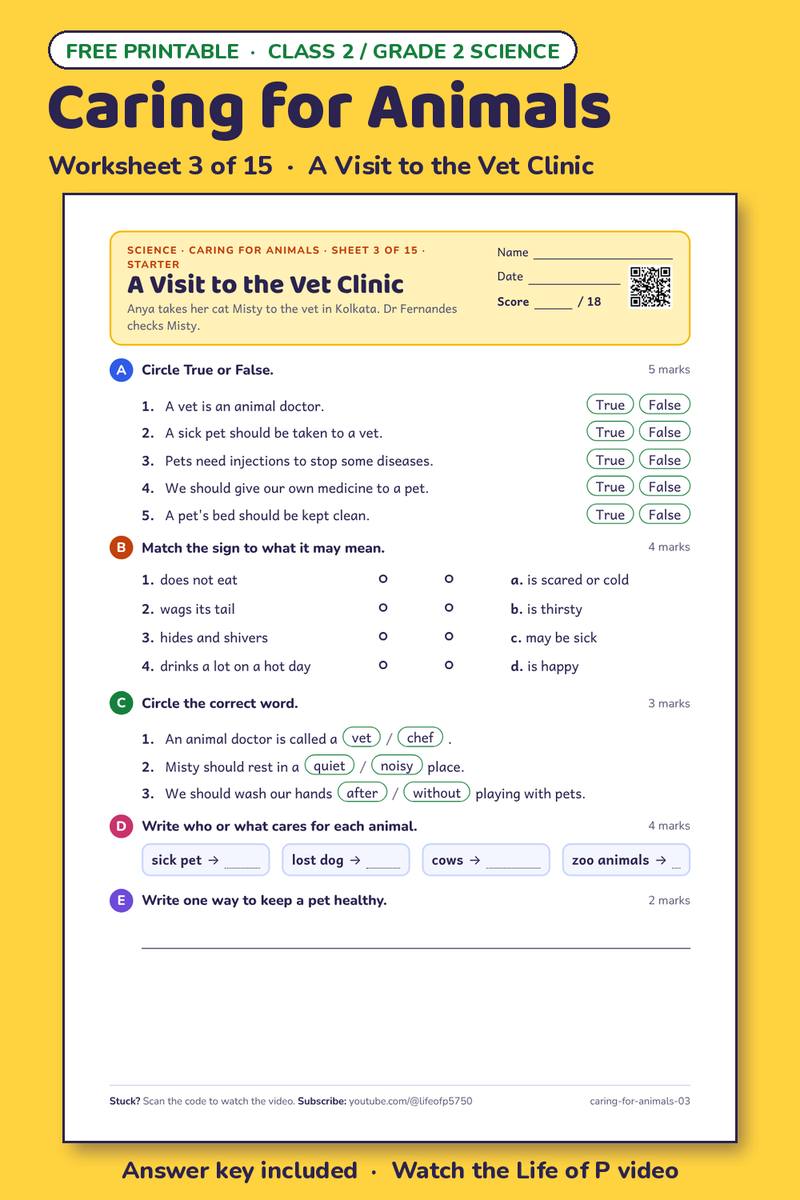 FREE PRINTABLE · CLASS 2 / GRADE 2 SCIENCE
Caring for Animals
Worksheet 3 of 15 · A Visit to the Vet Clinic
SCIENCE · CARING FOR ANIMALS · SHEET 3 OF 15 ·
STARTER
A Visit to the Vet Clinic
Anya takes her cat Misty to the vet in Kolkata. Dr Fernandes
checks Misty.
Name
Date
Score / 18
A Circle True or False. 5 marks
1. A vet is an animal doctor. True False
2. A sick pet should be taken to a vet. True False
3. Pets need injections to stop some diseases. True False
4. We should give our own medicine to a pet. True False
5. A pet's bed should be kept clean. True False
B Match the sign to what it may mean. 4 marks
1. does not eat a. is scared or cold
2. wags its tail b. is thirsty
3. hides and shivers c. may be sick
4. drinks a lot on a hot day d. is happy
C Circle the correct word. 3 marks
1. An animal doctor is called a vet / chef .
2. Misty should rest in a quiet / noisy place.
3. We should wash our hands after / without playing with pets.
D Write who or what cares for each animal. 4 marks
sick pet → lost dog → cows → zoo animals →
E Write one way to keep a pet healthy. 2 marks
Stuck? Scan the code to watch the video. Subscribe: youtube.com/@lifeofp5750 caring-for-animals-03
Answer key included · Watch the Life of P video